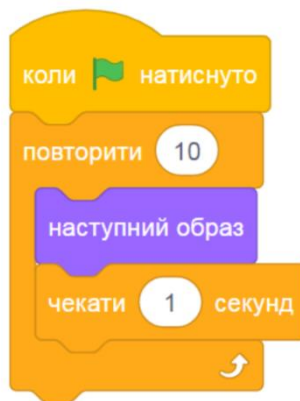 коли натиснуто
повторити 10
наступний образ
чекати 1 секунд